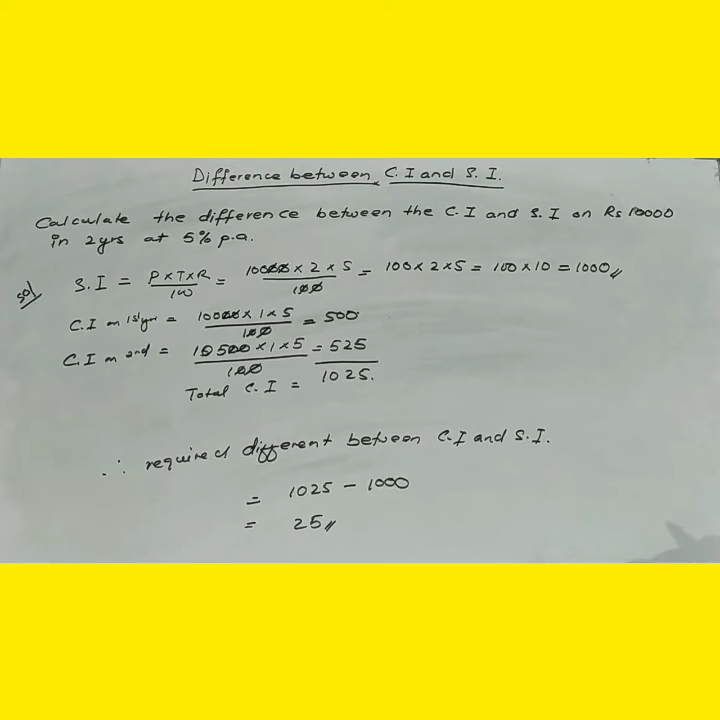 Difference between C.I and S.I.
Calculate the difference between the C.I and S.I on Rs 10000
in 2yrs at 5% p.a.
sol S.I = P×T×R/100 = 10000×2×5/100 = 100×2×5 = 100×10 = 1000//
C.I on 1st yr = 10000×1×5/100 = 500
C.I on 2nd = 10500×1×5/100 = 525
Total C.I = 1025.
∴ required different between C.I and S.I.
= 1025 - 1000
= 25//